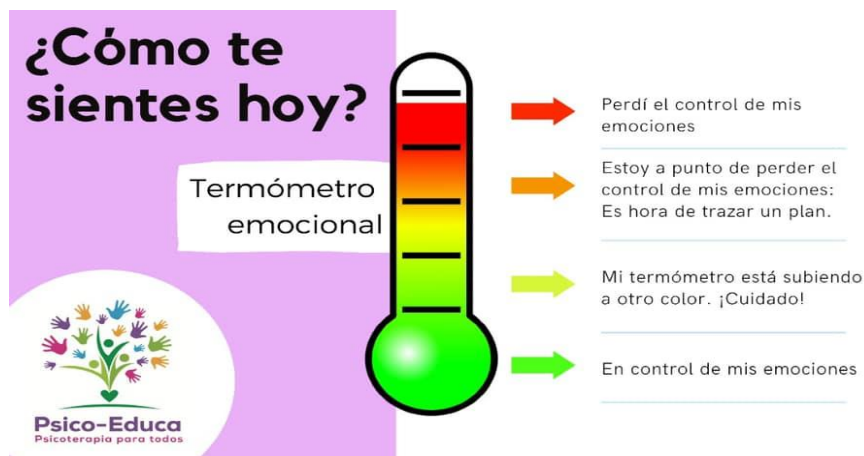 ¿Cómo te
sientes hoy?
Termómetro
emocional
Psico-Educa
Psicoterapia para todos
Perdí el control de mis
emociones
Estoy a punto de perder el
control de mis emociones:
Es hora de trazar un plan.
Mi termómetro está subiendo
a otro color. ¡Cuidado!
En control de mis emociones